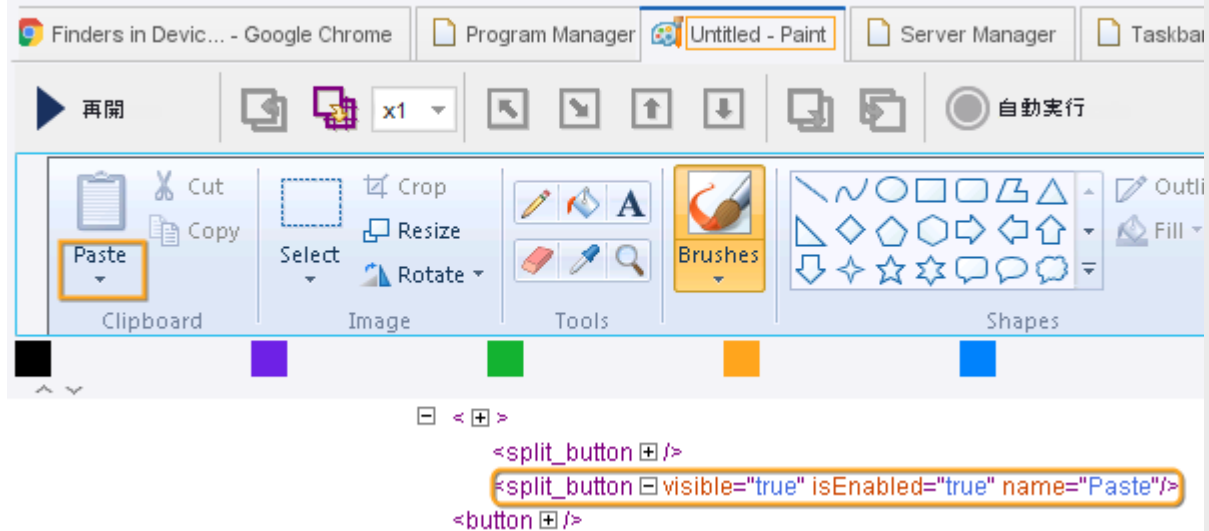 Finders in Devic... - Google Chrome
Program Manager
Untitled - Paint
Server Manager
Taskbar
再開
x1
自動実行
Cut
Copy
Paste
Clipboard
Select
Crop
Resize
Rotate
Image
A
Tools
Brushes
Shapes
Outli
Fill
< >
<split_button />
<split_button visible="true" isEnabled="true" name="Paste"/>
<button />